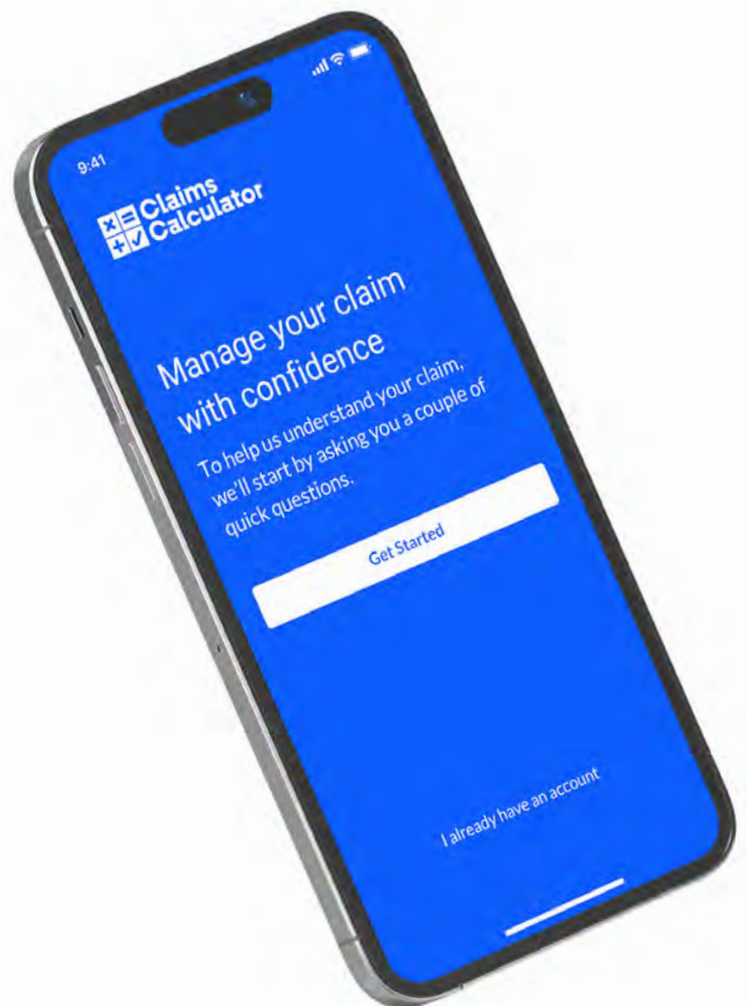 9:41
Claims
Calculator
Manage your claim
with confidence
To help us understand your claim,
we'll start by asking you a couple of
quick questions.
Get Started
I already have an account